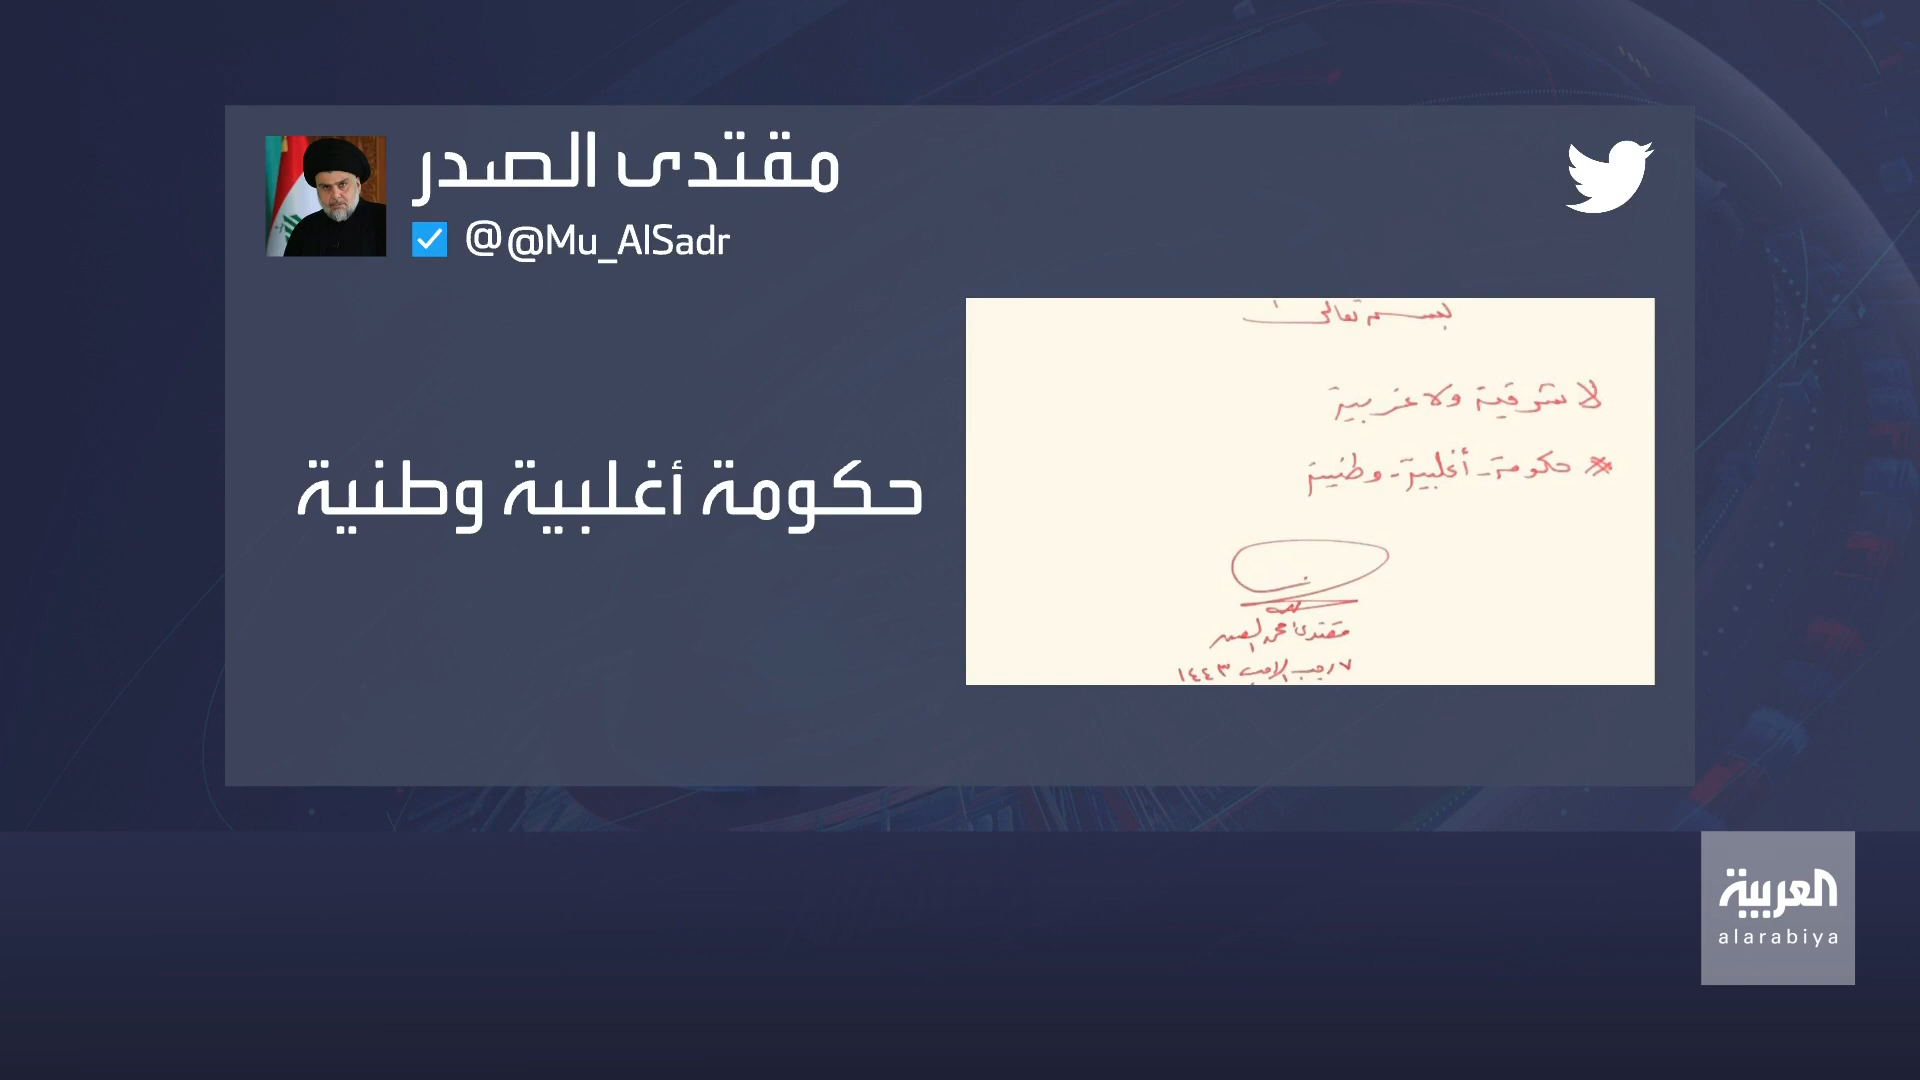 مقتدى الصدر
@@Mu_AlSadr
حكومة أغلبية وطنية
بسمه تعالى
لا شرقية ولا غربية
# حكومة - أغلبية - وطنية
مقتدى محمد الصدر
٧ رجب الاصب ١٤٤٣
العربية
alarabiya